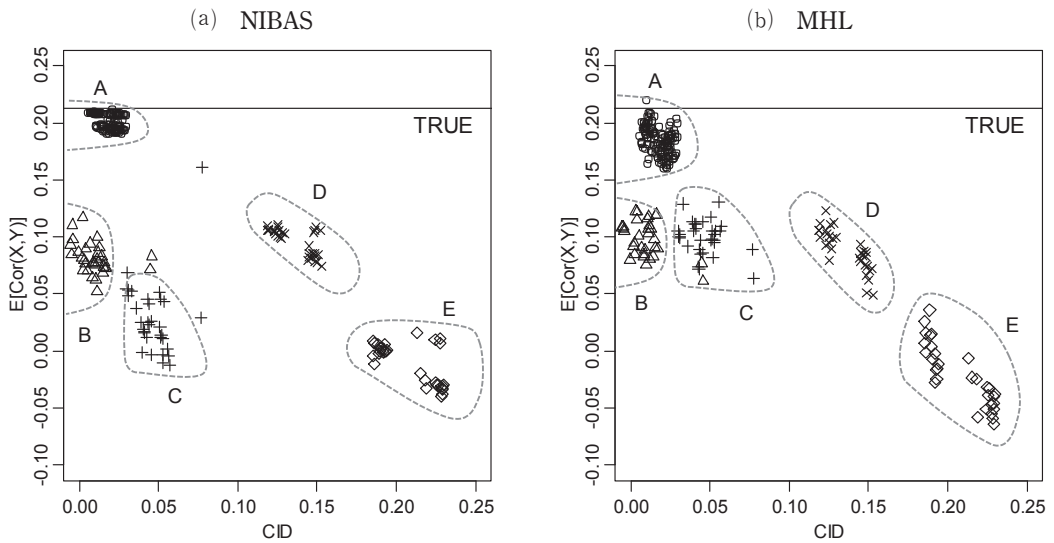 (a) NIBAS
E[Cor(X,Y)]
0.25
0.20
0.15
0.10
0.05
0.00
-0.05
-0.10
A
TRUE
D
B
C
E
0.00 0.05 0.10 0.15 0.20 0.25
CID
(b) MHL
E[Cor(X,Y)]
0.25
0.20
0.15
0.10
0.05
0.00
-0.05
-0.10
A
TRUE
D
B
C
E
0.00 0.05 0.10 0.15 0.20 0.25
CID